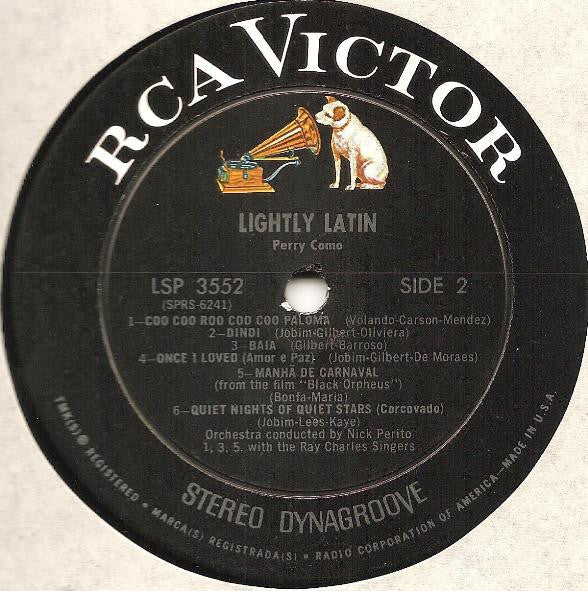 RCA VICTOR
LIGHTLY LATIN
Perry Como
LSP 3552
SIDE 2
(SPRS-6241)
1—COO COO ROO COO COO PALOMA (Yolando-Carson-Mendez)
2—DINDI (Jobim-Gilbert-Oliviera)
3—BAIA (Gilbert-Barroso)
4—ONCE I LOVED (Amor e Paz) (Jobim-Gilbert-De Moraes)
5—MANHÃ DE CARNAVAL
(from the film "Black Orpheus")
(Bonfa-Maria)
6—QUIET NIGHTS OF QUIET STARS (Corcovado)
(Jobim-Lees-Kaye)
Orchestra conducted by Nick Perito
1, 3, 5, with the Ray Charles Singers
STEREO DYNAGROOVE
TMK(S) ® REGISTERED • MARCA(S) REGISTRADA(S) • RADIO CORPORATION OF AMERICA—MADE IN U.S.A.